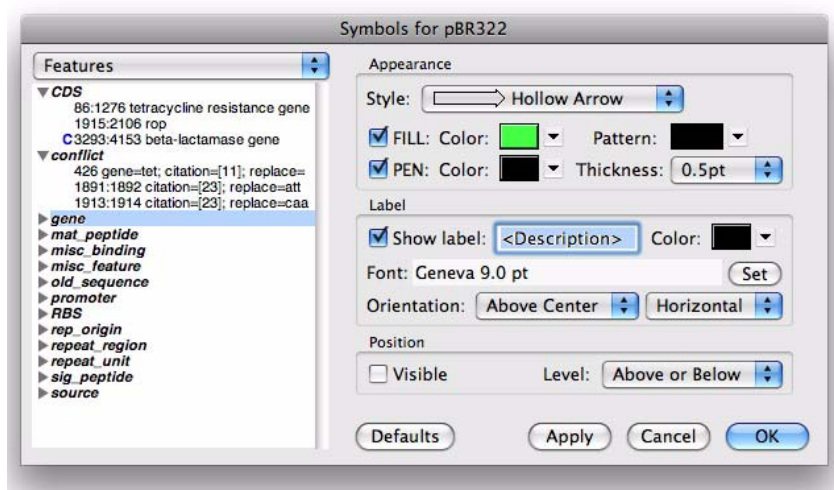 Symbols for pBR322
Features
CDS
86:1276 tetracycline resistance gene
1915:2106 rop
C 3293:4153 beta-lactamase gene
conflict
426 gene=tet; citation=[11]; replace=
1891:1892 citation=[23]; replace=att
1913:1914 citation=[23]; replace=caa
gene
mat_peptide
misc_binding
misc_feature
old_sequence
promoter
RBS
rep_origin
repeat_region
repeat_unit
sig_peptide
source
Appearance
Style: Hollow Arrow
FILL: Color: Pattern:
PEN: Color: Thickness: 0.5pt
Label
Show label: <Description> Color:
Font: Geneva 9.0 pt Set
Orientation: Above Center Horizontal
Position
Visible Level: Above or Below
Defaults Apply Cancel OK